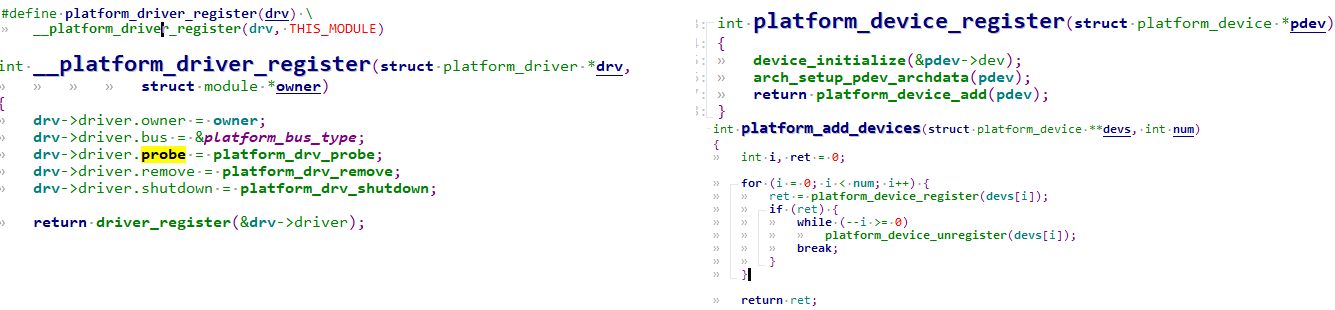 #define platform_driver_register(drv) \
__platform_driver_register(drv, THIS_MODULE)
int __platform_driver_register(struct platform_driver *drv,
struct module *owner)
{
drv->driver.owner = owner;
drv->driver.bus = &platform_bus_type;
drv->driver.probe = platform_drv_probe;
drv->driver.remove = platform_drv_remove;
drv->driver.shutdown = platform_drv_shutdown;
return driver_register(&drv->driver);
int platform_device_register(struct platform_device *pdev)
{
device_initialize(&pdev->dev);
arch_setup_pdev_archdata(pdev);
return platform_device_add(pdev);
}
int platform_add_devices(struct platform_device **devs, int num)
{
int i, ret = 0;
for (i = 0; i < num; i++) {
ret = platform_device_register(devs[i]);
if (ret) {
while (--i >= 0)
platform_device_unregister(devs[i]);
break;
}
}
return ret;